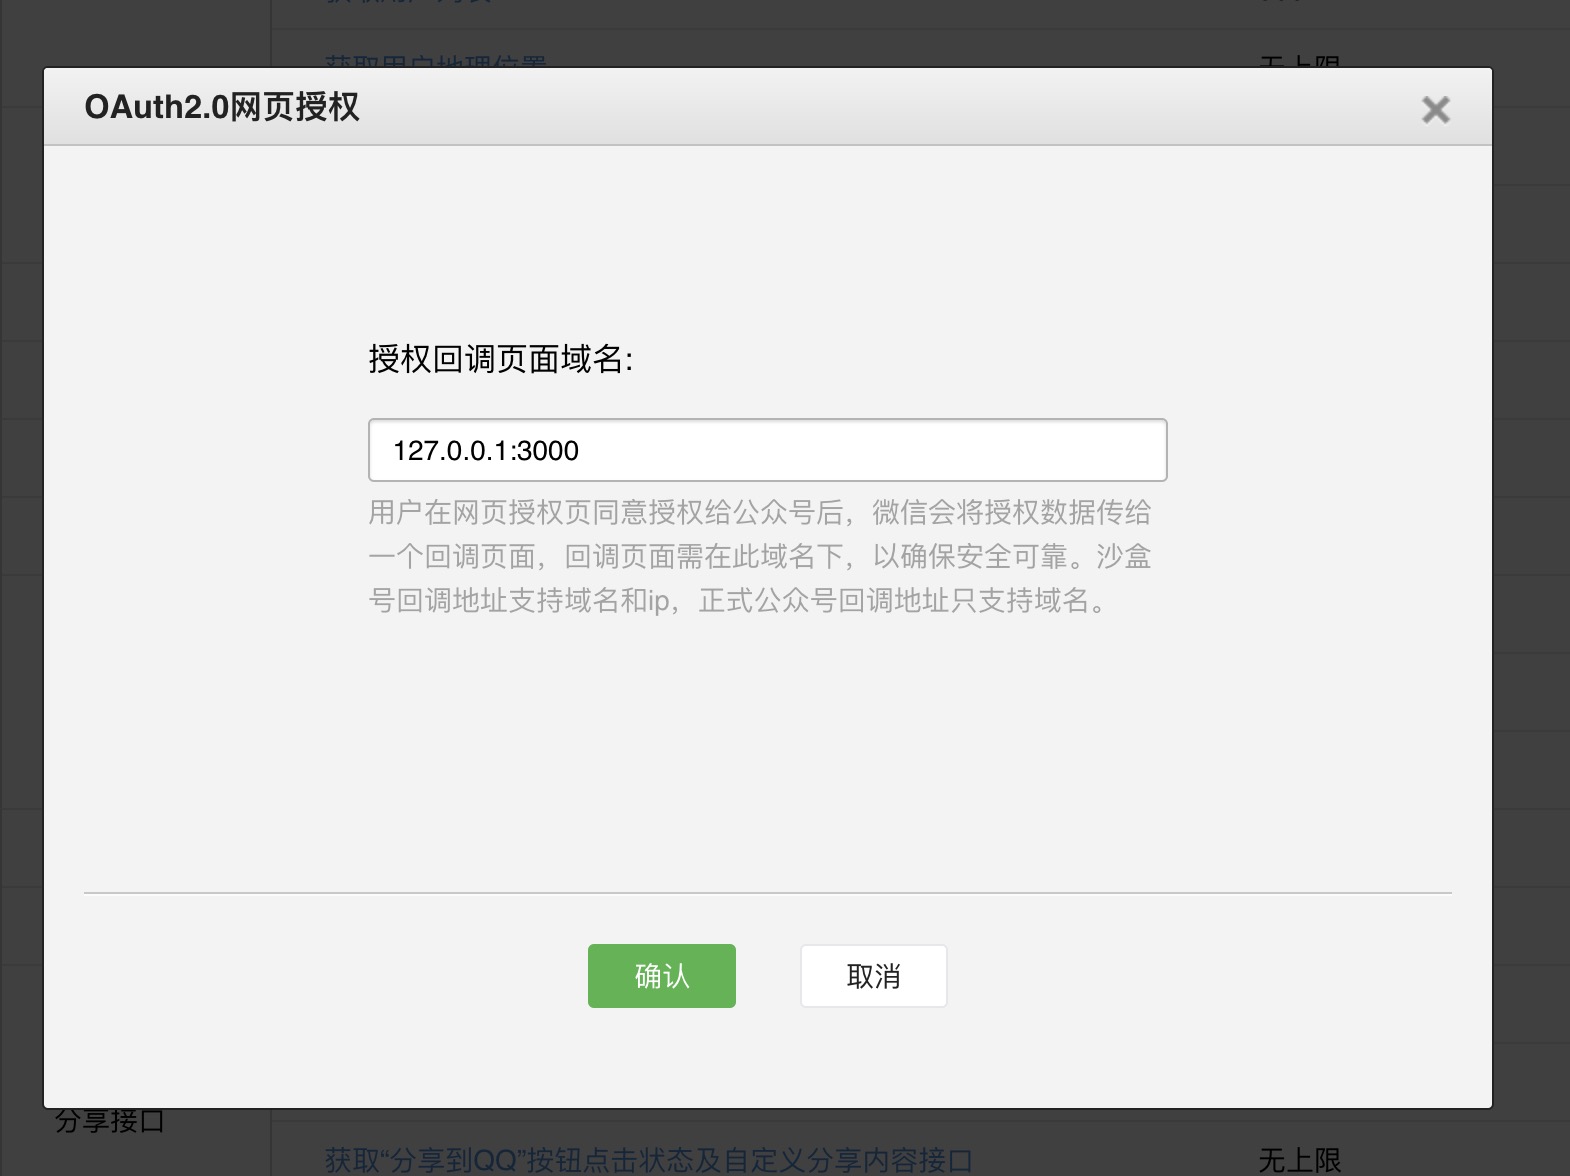 获取用户地理位置 无上限
OAuth2.0网页授权
授权回调页面域名:
127.0.0.1:3000
用户在网页授权页同意授权给公众号后，微信会将授权数据传给
一个回调页面，回调页面需在此域名下，以确保安全可靠。沙盒
号回调地址支持域名和ip，正式公众号回调地址只支持域名。
确认 取消
分享接口
获取“分享到QQ”按钮点击状态及自定义分享内容接口 无上限